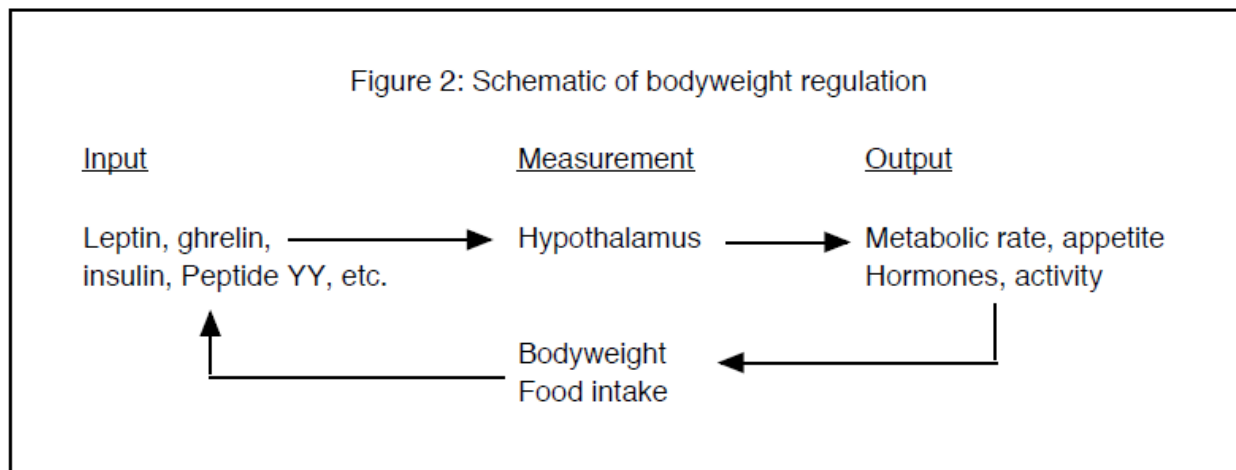 Figure 2: Schematic of bodyweight regulation
Input
Measurement
Output
Leptin, ghrelin,
insulin, Peptide YY, etc.
Hypothalamus
Metabolic rate, appetite
Hormones, activity
Bodyweight
Food intake